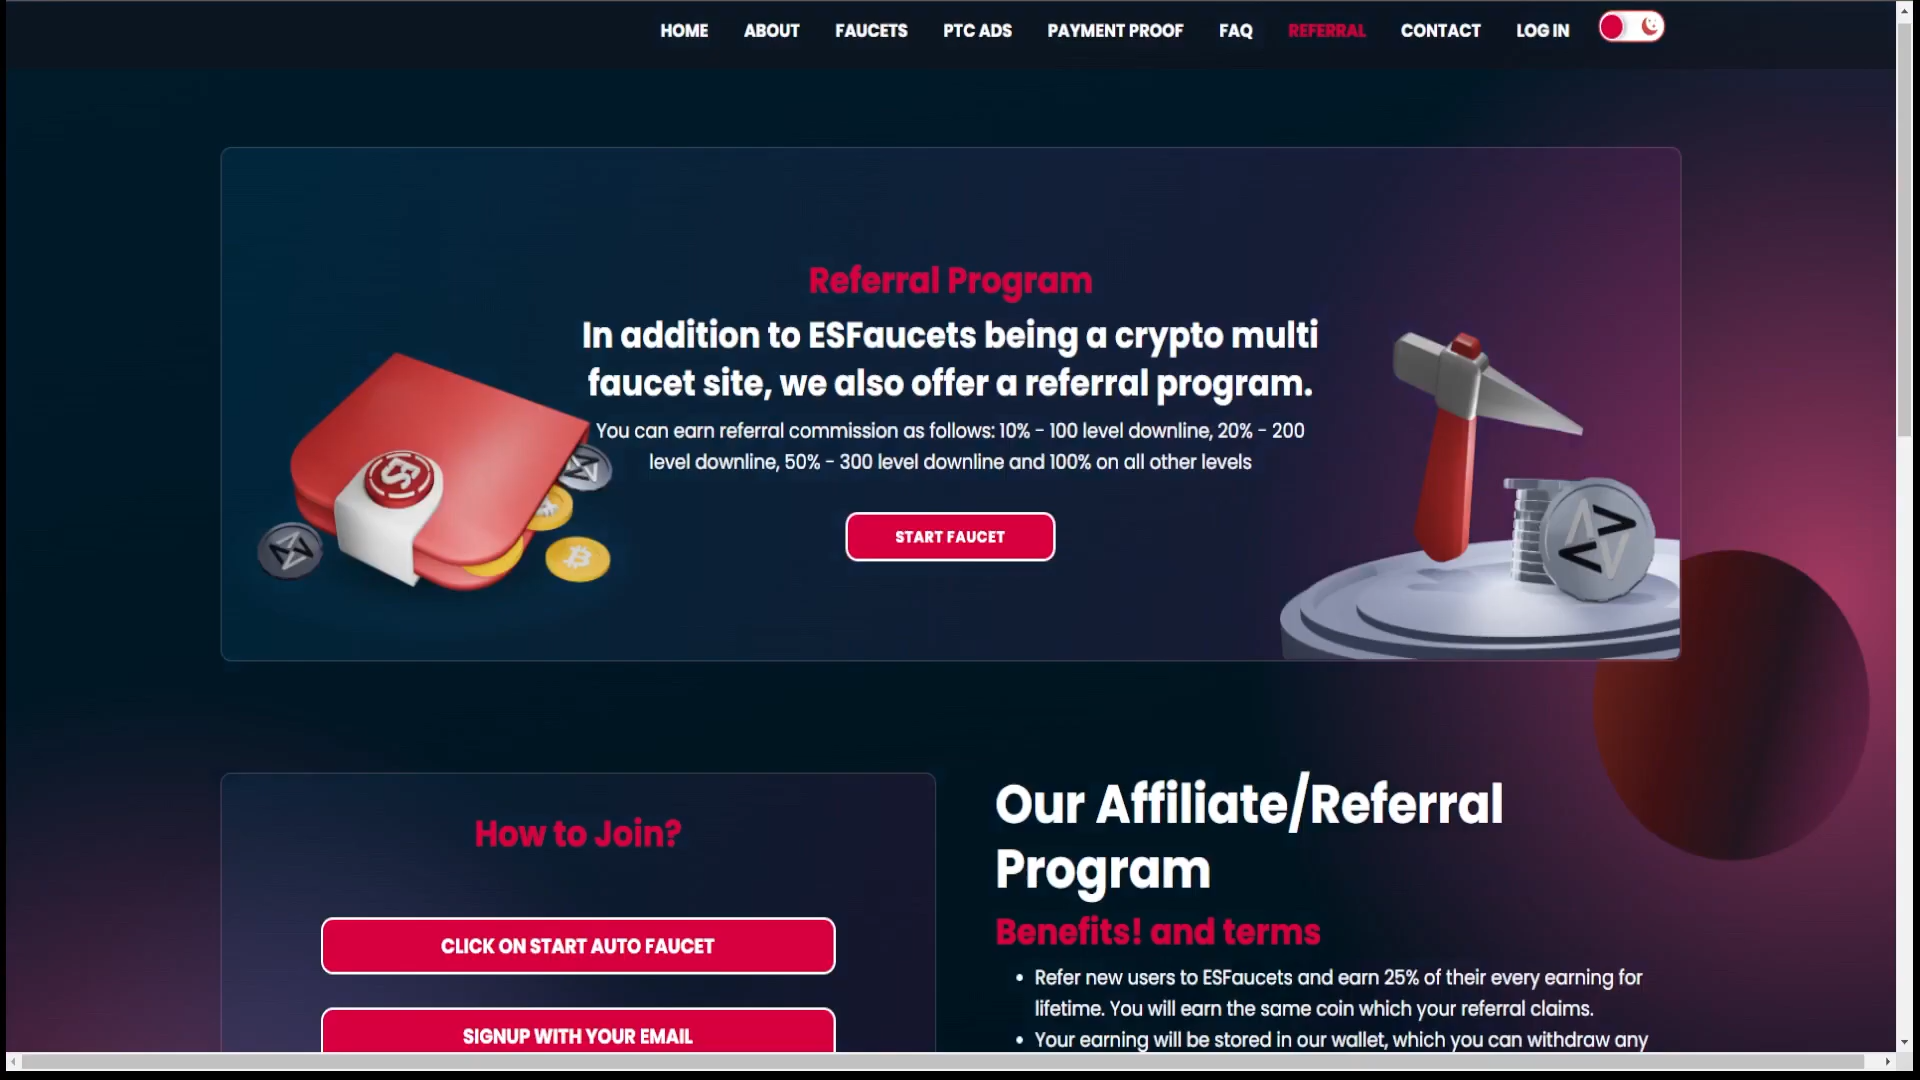 HOME ABOUT FAUCETS PTC ADS PAYMENT PROOF FAQ REFERRAL CONTACT LOG IN
Referral Program
In addition to ESFaucets being a crypto multi
faucet site, we also offer a referral program.
You can earn referral commission as follows: 10% - 100 level downline, 20% - 200
level downline, 50% - 300 level downline and 100% on all other levels
START FAUCET
ES
How to Join?
CLICK ON START AUTO FAUCET
SIGNUP WITH YOUR EMAIL
Our Affiliate/Referral
Program
Benefits! and terms
• Refer new users to ESFaucets and earn 25% of their every earning for
lifetime. You will earn the same coin which your referral claims.
• Your earning will be stored in our wallet, which you can withdraw any